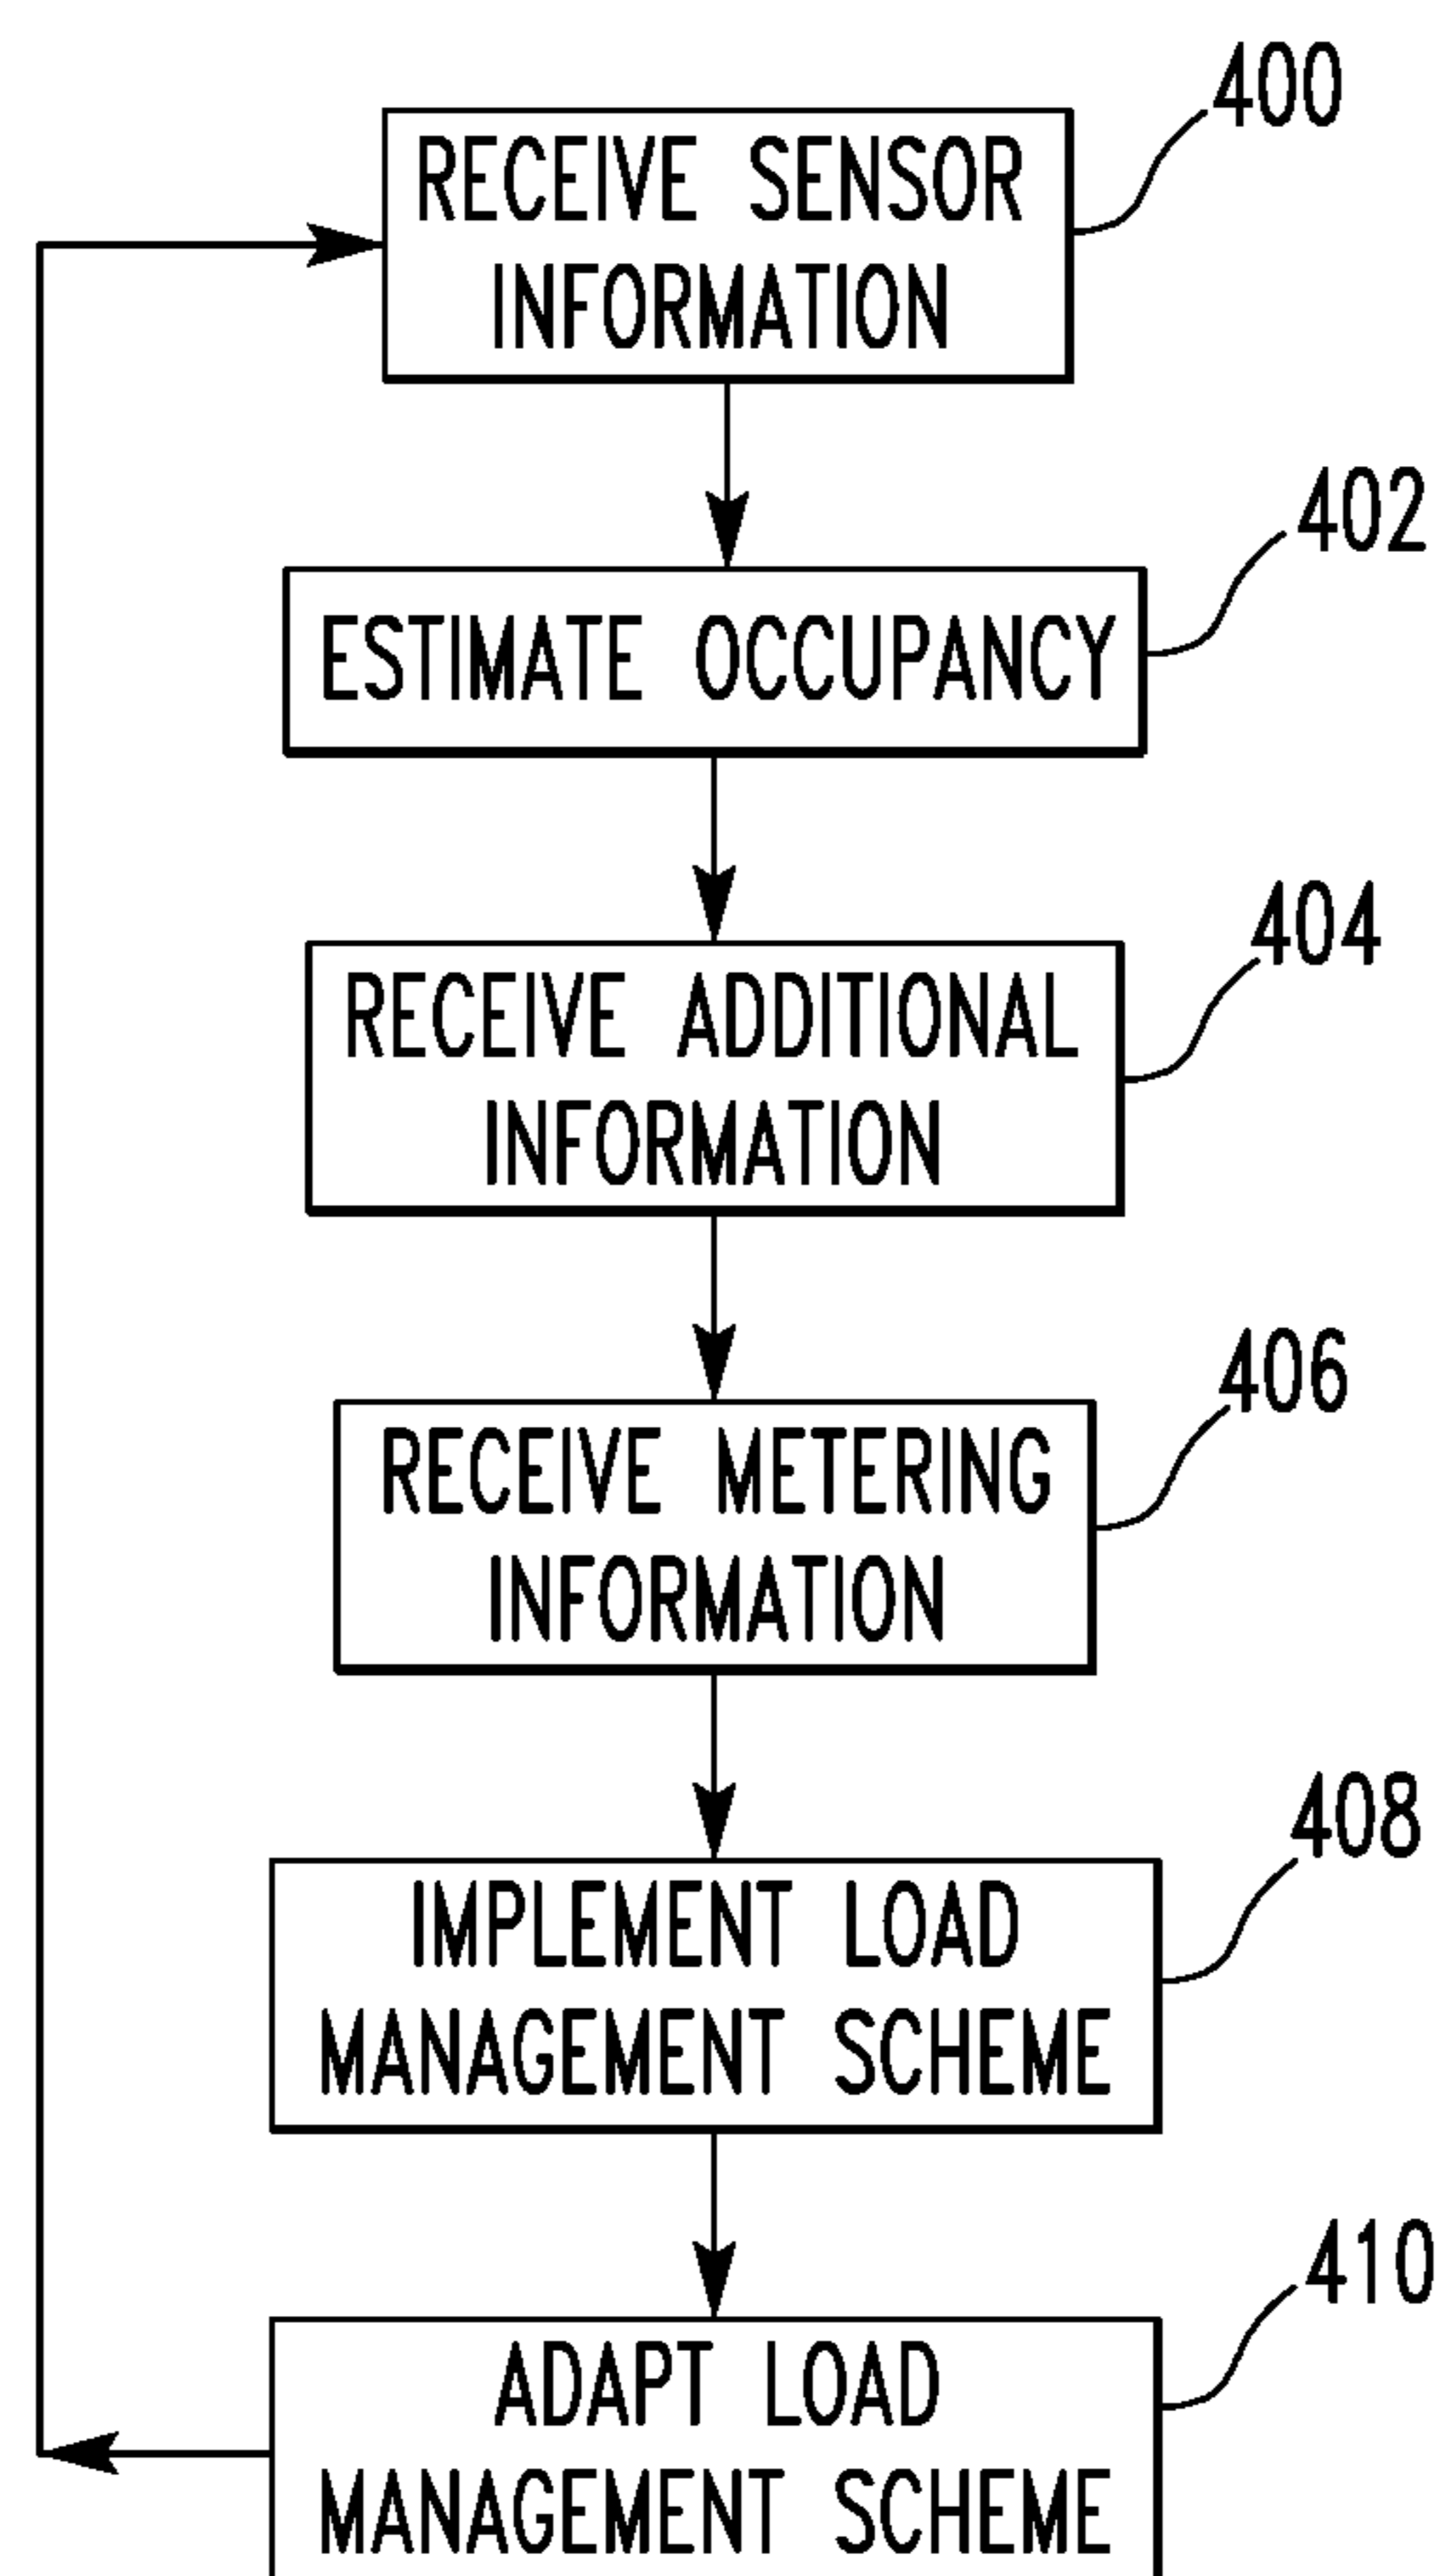 400
RECEIVE SENSOR
INFORMATION
402
ESTIMATE OCCUPANCY
404
RECEIVE ADDITIONAL
INFORMATION
406
RECEIVE METERING
INFORMATION
408
IMPLEMENT LOAD
MANAGEMENT SCHEME
410
ADAPT LOAD
MANAGEMENT SCHEME